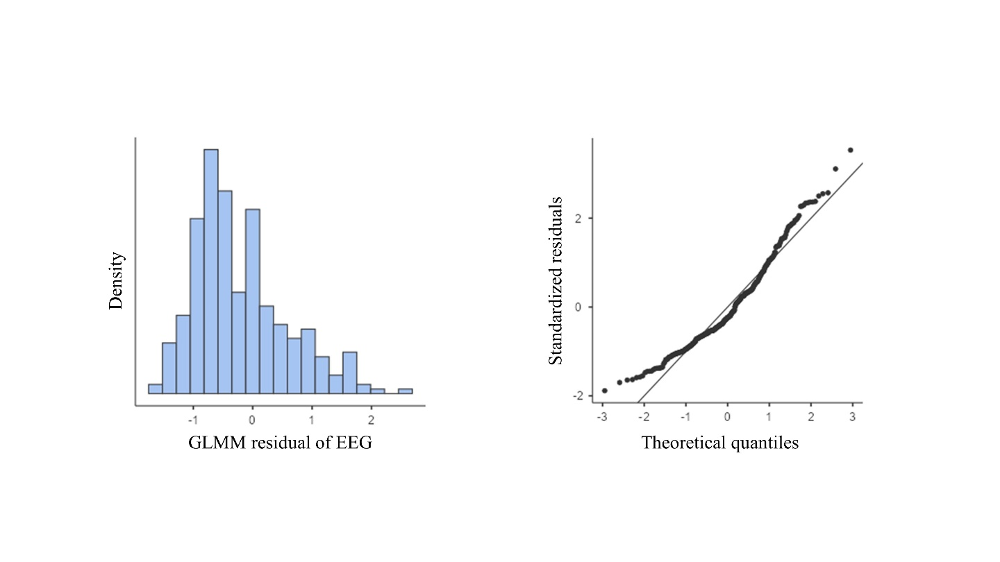 Density
-1 0 1 2
GLMM residual of EEG
Standardized residuals
2
0
-2
-3 -2 -1 0 1 2 3
Theoretical quantiles